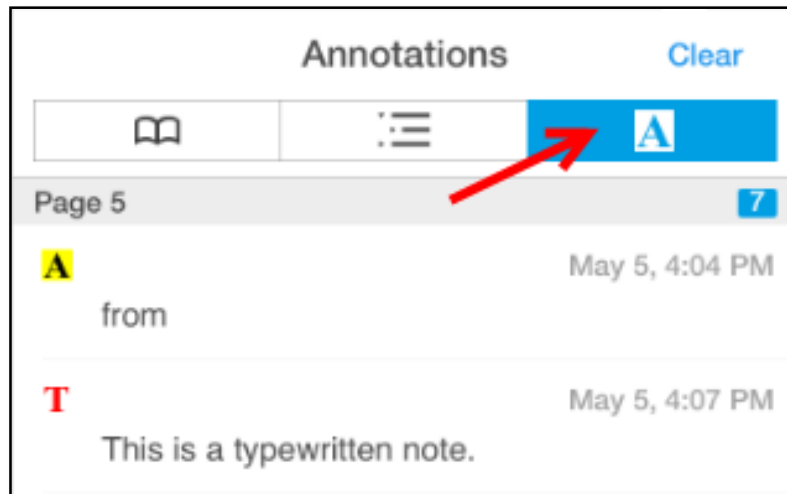 Annotations Clear
A
Page 5 7
A May 5, 4:04 PM
from
T May 5, 4:07 PM
This is a typewritten note.